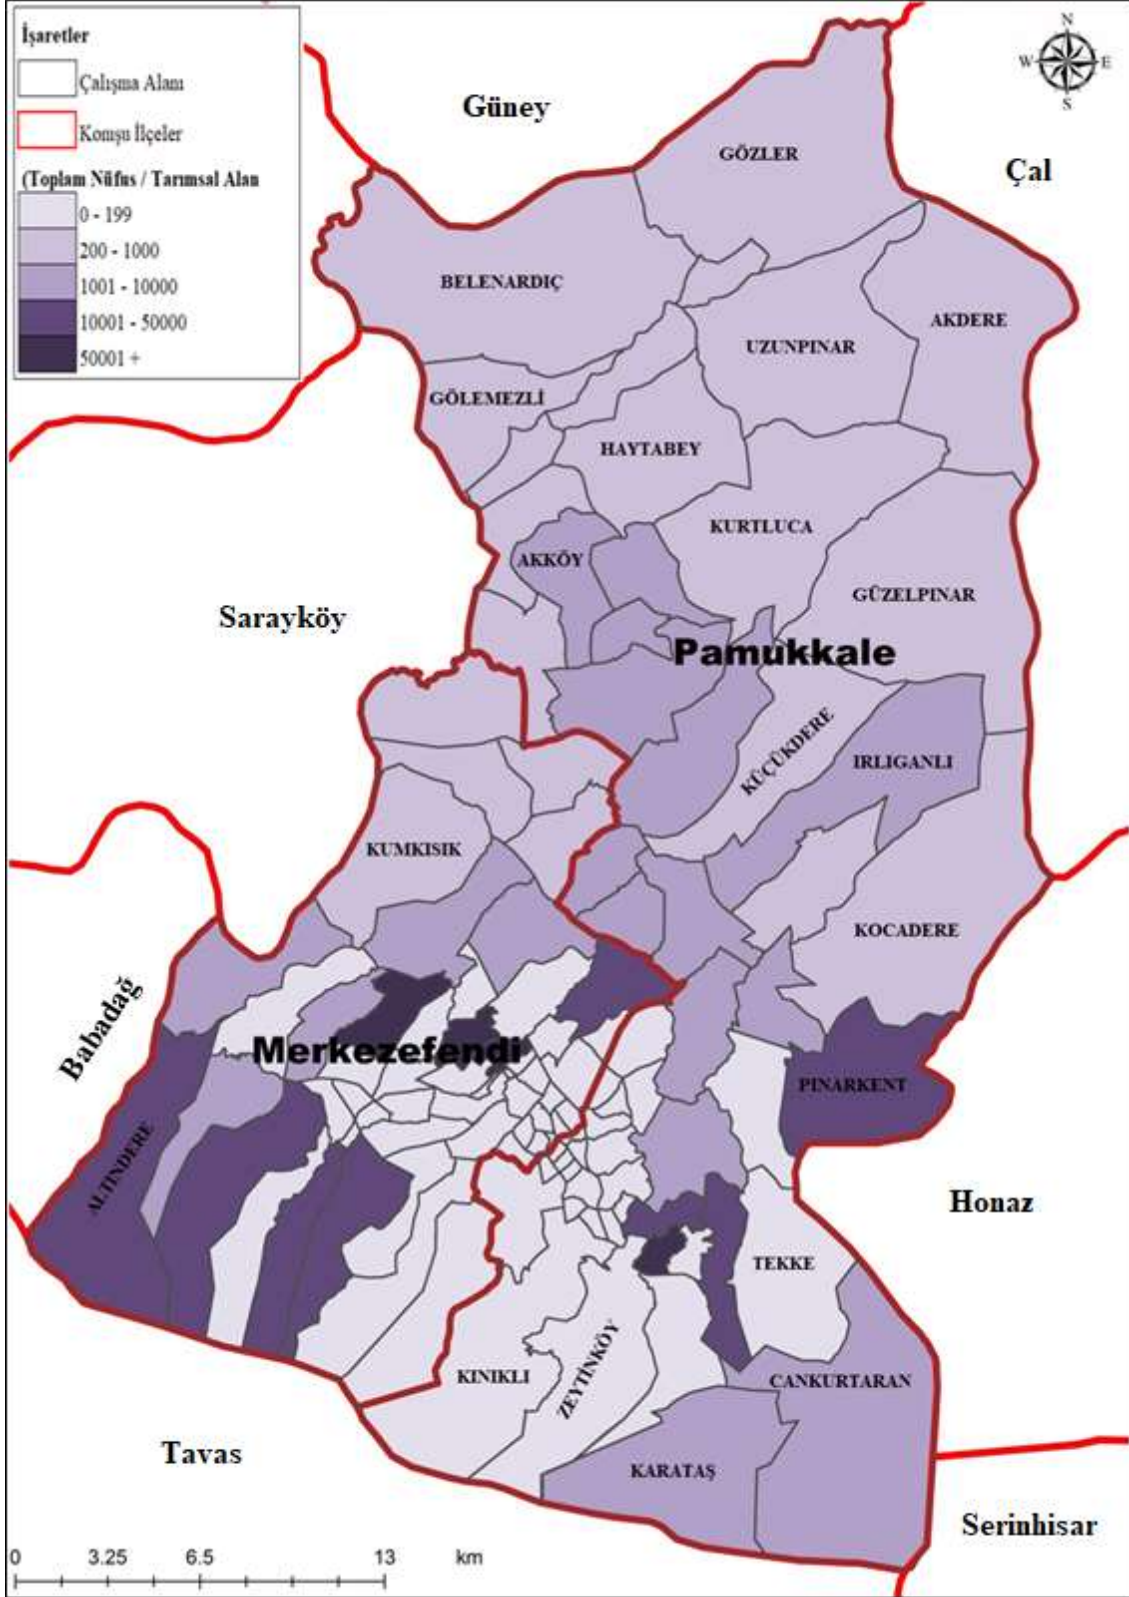 İşaretler
Çalışma Alanı
Komşu İlçeler
(Toplam Nüfus / Tarımsal Alan
0 - 199
200 - 1000
1001 - 10000
10001 - 50000
50001 +
N
W E
S
Güney
Çal
GÖZLER
BELENARDIÇ
AKDERE
UZUNPINAR
GÖLEMEZLİ
HAYTABEY
KURTLUCA
AKKÖY
GÜZELPINAR
Sarayköy
Pamukkale
KÜÇÜKDERE
IRLIGANLI
KUMKISIK
KOCADERE
Babadağ
Merkezefendi
PINARKENT
ALTINDERE
Honaz
TEKKE
KINIKLI
ZEYTİNKÖY
CANKURTARAN
Tavas
KARATAŞ
Serinhisar
0 3.25 6.5 13 km